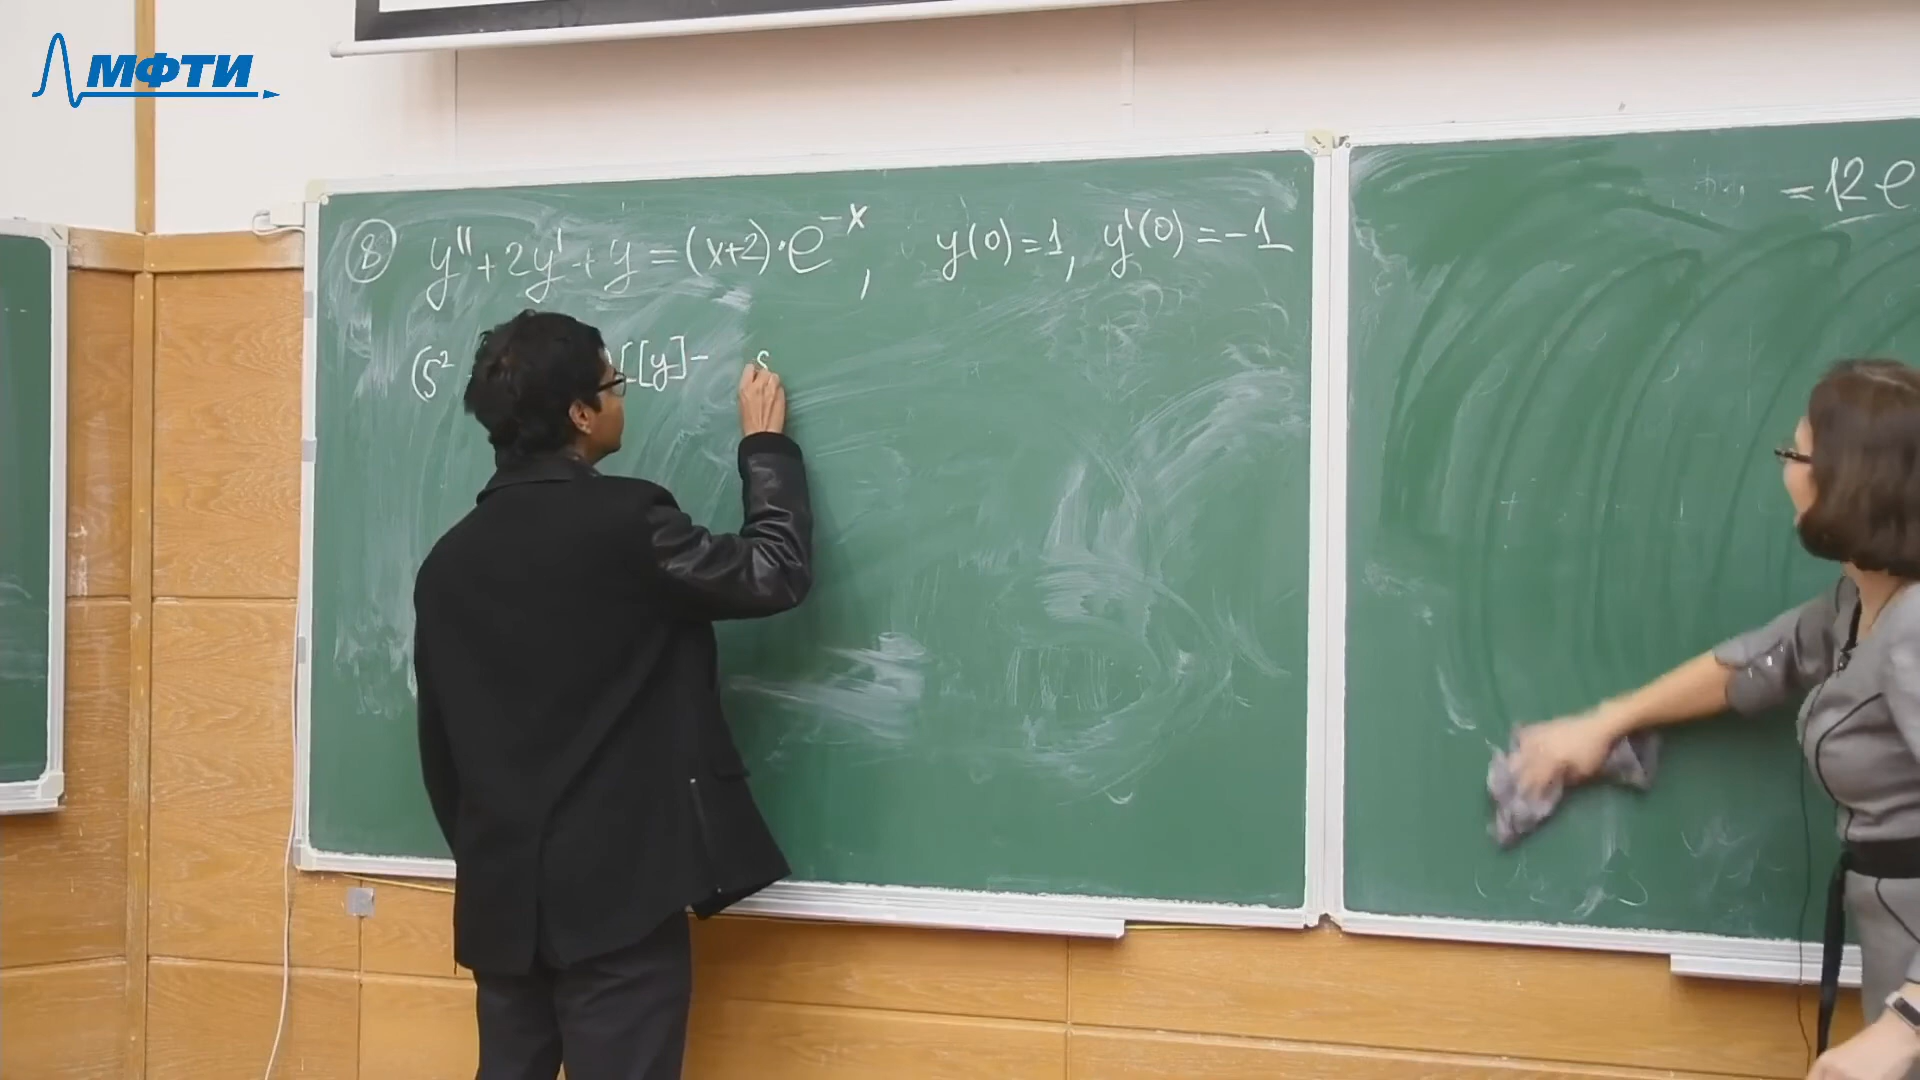 МФТИ
⑧ y'' + 2y' + y = (x+2)·e^{-x}, y(0)=1, y'(0)=-1
(s² [y]- s
=12e